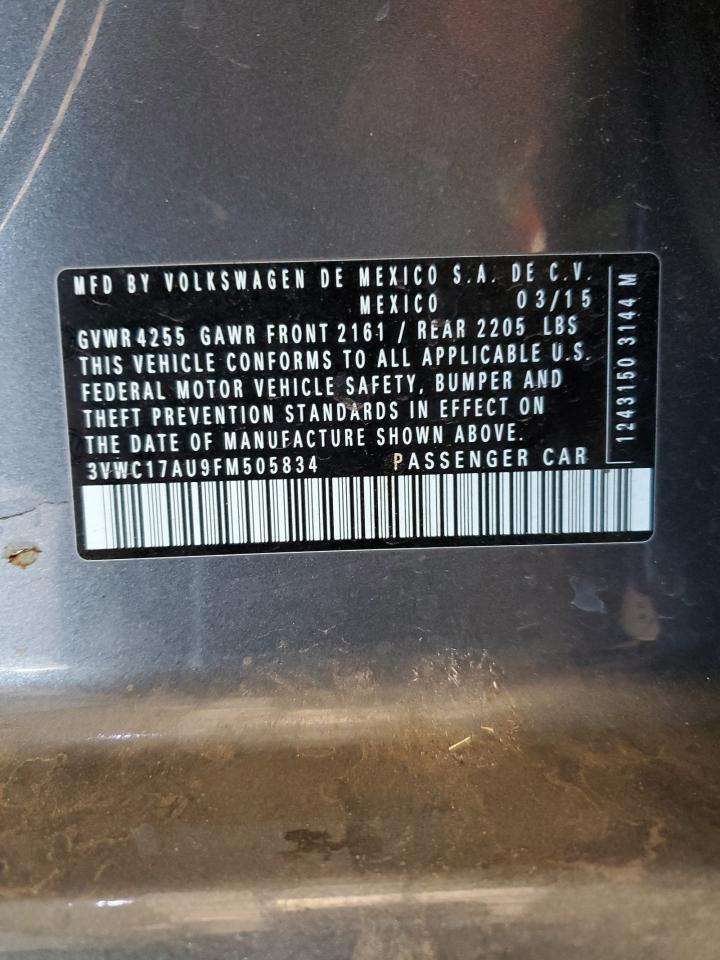 MFD BY VOLKSWAGEN DE MEXICO S.A. DE C.V.
MEXICO 03/15
GVWR 4255 GAWR FRONT 2161 / REAR 2205 LBS
THIS VEHICLE CONFORMS TO ALL APPLICABLE U.S.
FEDERAL MOTOR VEHICLE SAFETY, BUMPER AND
THEFT PREVENTION STANDARDS IN EFFECT ON
THE DATE OF MANUFACTURE SHOWN ABOVE.
3VWC17AU9FM505834 PASSENGER CAR
1243150 3144 M